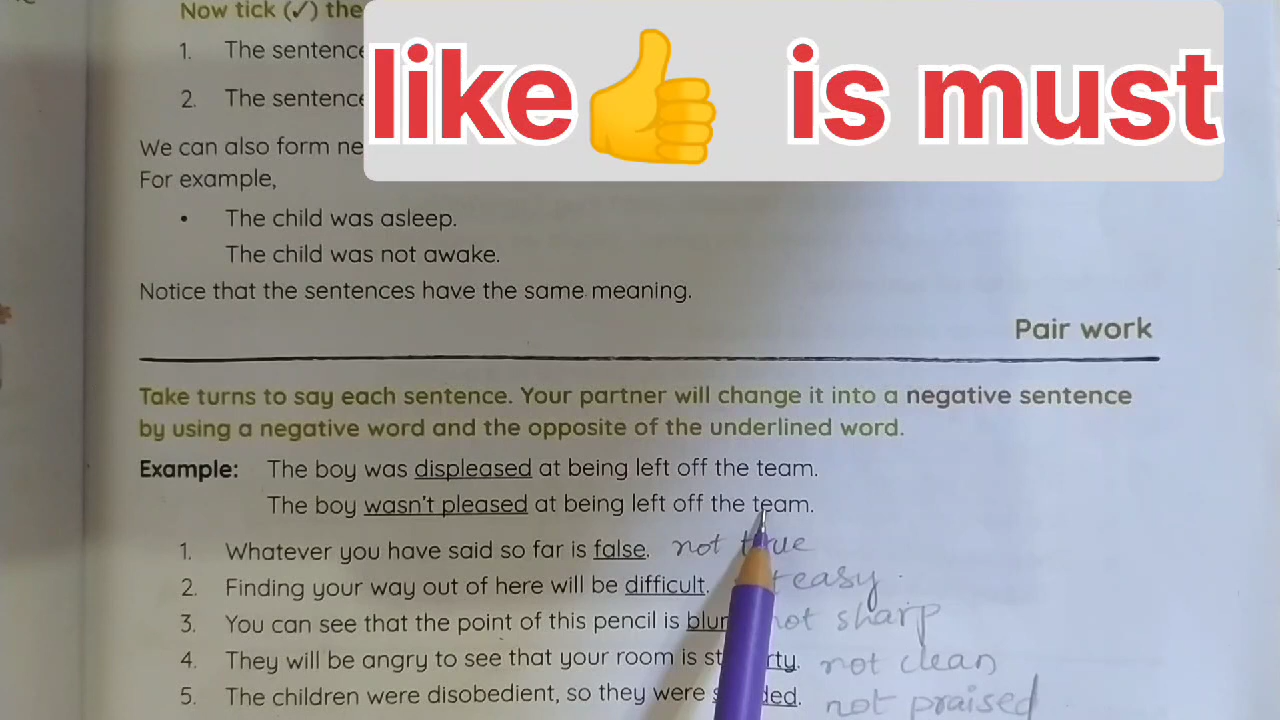 Now tick (✓) the
like👍 is must
1. The sentence
2. The sentence
We can also form ne
For example,
• The child was asleep.
The child was not awake.
Notice that the sentences have the same meaning.
Pair work
Take turns to say each sentence. Your partner will change it into a negative sentence
by using a negative word and the opposite of the underlined word.
Example: The boy was displeased at being left off the team.
The boy wasn't pleased at being left off the team.
1. Whatever you have said so far is false. not true
2. Finding your way out of here will be difficult. easy
3. You can see that the point of this pencil is not sharp
4. They will be angry to see that your room is not clean
5. The children were disobedient, so they were not praised